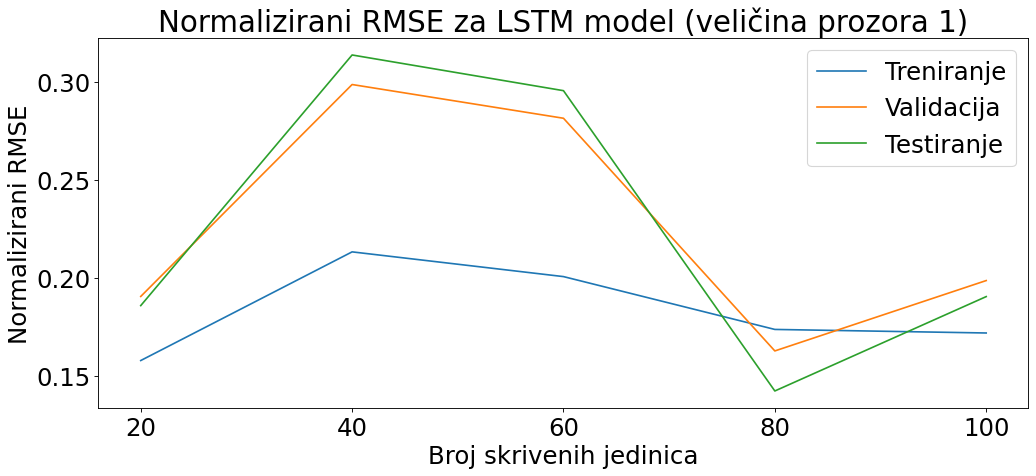 Normalizirani RMSE za LSTM model (veličina prozora 1)
Treniranje
Validacija
Testiranje
Normalizirani RMSE
0.30
0.25
0.20
0.15
20 40 60 80 100
Broj skrivenih jedinica